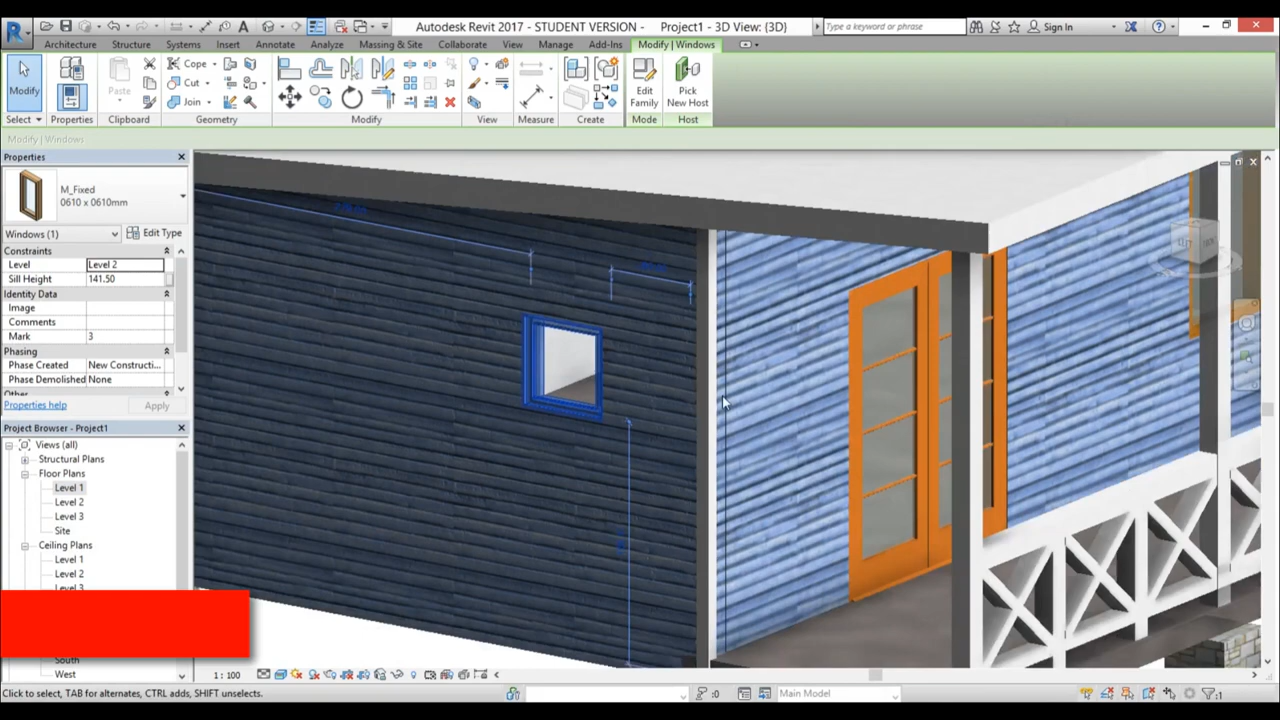 Autodesk Revit 2017 - STUDENT VERSION - Project1 - 3D View: {3D}
Type a keyword or phrase
Sign In
Architecture Structure Systems Insert Annotate Analyze Massing & Site Collaborate View Manage Add-Ins Modify | Windows
Modify
Paste
Cope
Cut
Join
Edit Family
Pick New Host
Select Properties Clipboard Geometry Modify View Measure Create Mode Host
Modify | Windows
Properties
M_Fixed
0610 x 0610mm
Windows (1) Edit Type
Constraints
Level Level 2
Sill Height 141.50
Identity Data
Image
Comments
Mark 3
Phasing
Phase Created New Constructi...
Phase Demolished None
Other
Properties help Apply
Project Browser - Project1
Views (all)
Structural Plans
Floor Plans
Level 1
Level 2
Level 3
Site
Ceiling Plans
Level 1
Level 2
Level 3
South
West
1 : 100
Click to select, TAB for alternates, CTRL adds, SHIFT unselects.
:0
Main Model
:1